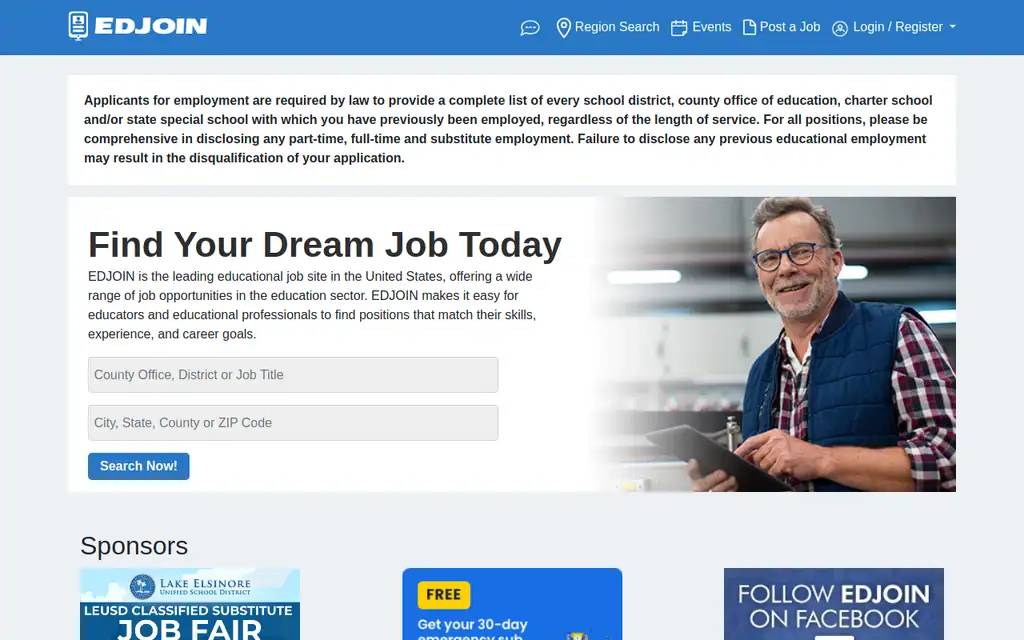 EDJOIN
Region Search
Events
Post a Job
Login / Register
Applicants for employment are required by law to provide a complete list of every school district, county office of education, charter school
and/or state special school with which you have previously been employed, regardless of the length of service. For all positions, please be
comprehensive in disclosing any part-time, full-time and substitute employment. Failure to disclose any previous educational employment
may result in the disqualification of your application.
Find Your Dream Job Today
EDJOIN is the leading educational job site in the United States, offering a wide
range of job opportunities in the education sector. EDJOIN makes it easy for
educators and educational professionals to find positions that match their skills,
experience, and career goals.
County Office, District or Job Title
City, State, County or ZIP Code
Search Now!
Sponsors
LAKE ELSINORE
UNIFIED SCHOOL DISTRICT
LEUSD CLASSIFIED SUBSTITUTE
JOB FAIR
FREE
Get your 30-day
emergency sub
FOLLOW EDJOIN
ON FACEBOOK